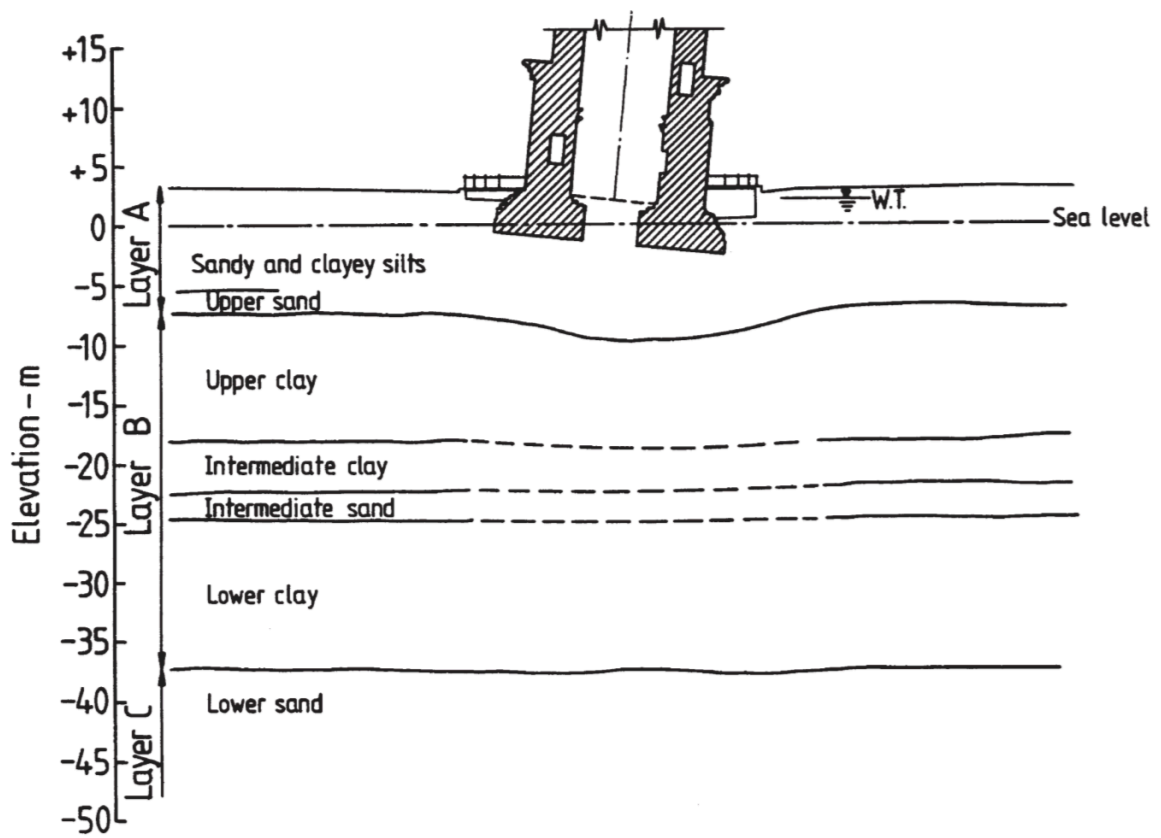 +15
+10
+5
0
-5
-10
-15
-20
-25
-30
-35
-40
-45
-50
Elevation – m
Layer A
Layer B
Layer C
W.T.
Sea level
Sandy and clayey silts
Upper sand
Upper clay
Intermediate clay
Intermediate sand
Lower clay
Lower sand